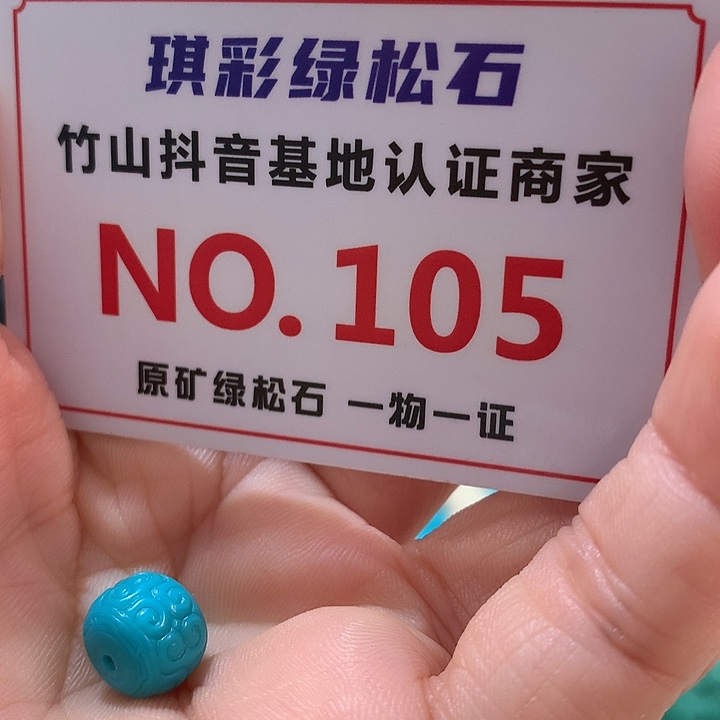 琪彩绿松石
竹山抖音基地认证商家
NO.105
原矿绿松石 一物一证